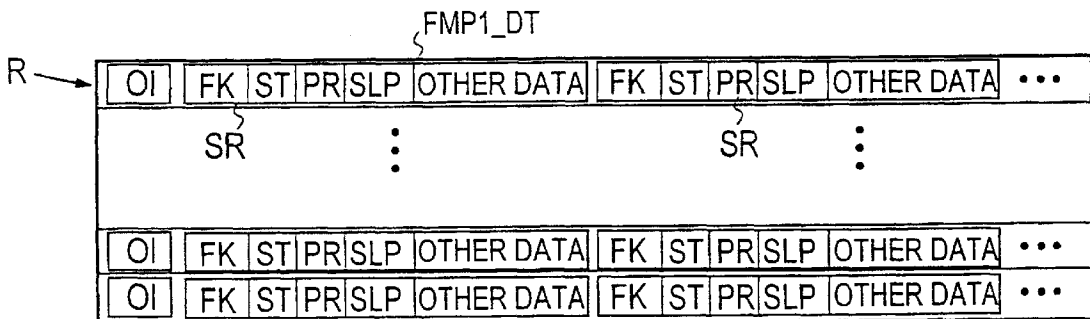 FMP1_DT
R
OI FK ST PR SLP OTHER DATA FK ST PR SLP OTHER DATA •••
SR SR
OI FK ST PR SLP OTHER DATA FK ST PR SLP OTHER DATA •••
OI FK ST PR SLP OTHER DATA FK ST PR SLP OTHER DATA •••